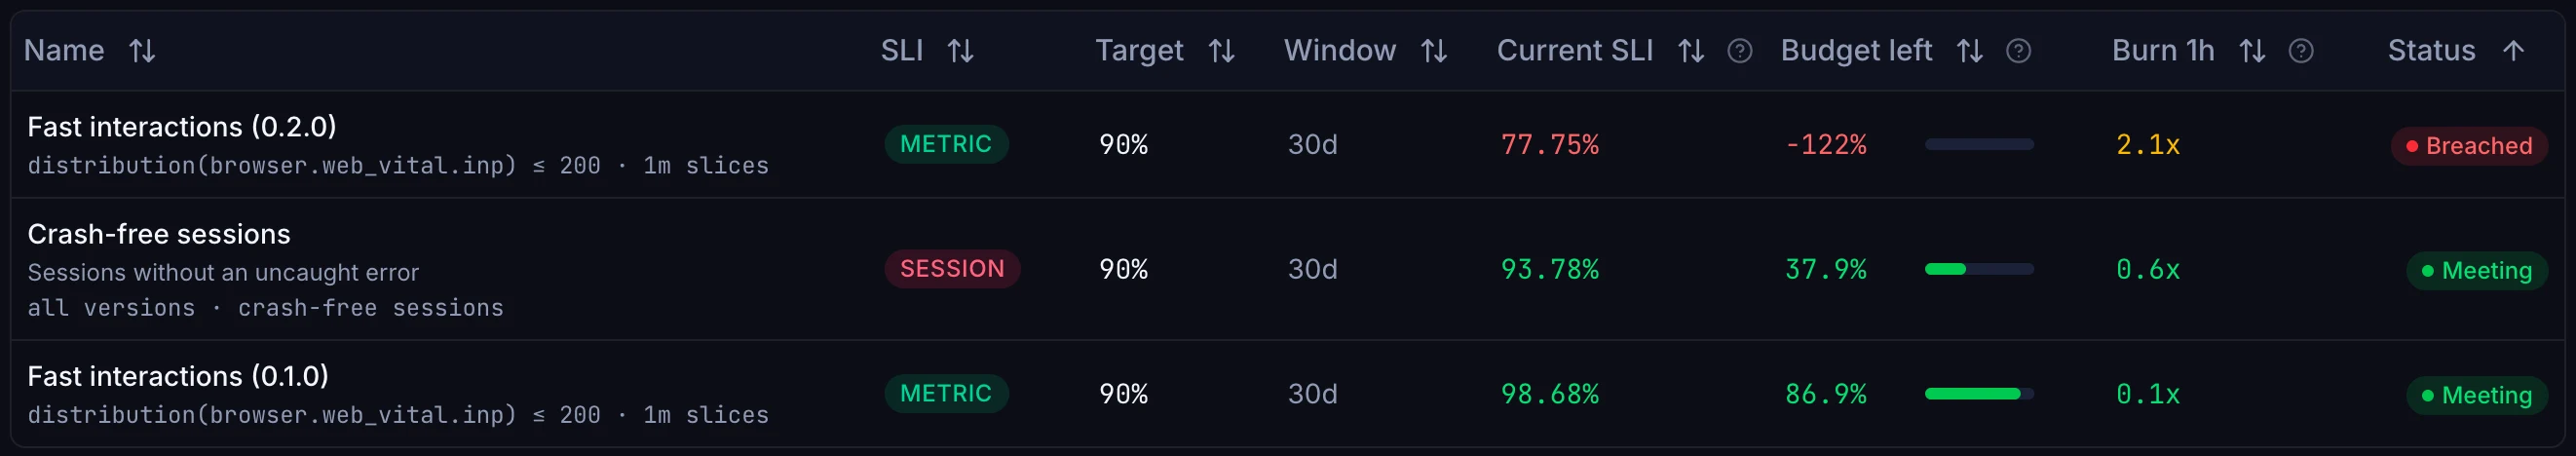 Name SLI Target Window Current SLI Budget left Burn 1h Status
Fast interactions (0.2.0)
distribution(browser.web_vital.inp) ≤ 200 · 1m slices
METRIC 90% 30d 77.75% -122% 2.1x Breached
Crash-free sessions
Sessions without an uncaught error
all versions · crash-free sessions
SESSION 90% 30d 93.78% 37.9% 0.6x Meeting
Fast interactions (0.1.0)
distribution(browser.web_vital.inp) ≤ 200 · 1m slices
METRIC 90% 30d 98.68% 86.9% 0.1x Meeting